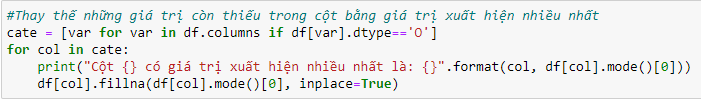 #Thay thế những giá trị còn thiếu trong cột bằng giá trị xuất hiện nhiều nhất
cate = [var for var in df.columns if df[var].dtype=='O']
for col in cate:
    print("Cột {} có giá trị xuất hiện nhiều nhất là: {}".format(col, df[col].mode()[0]))
    df[col].fillna(df[col].mode()[0], inplace=True)